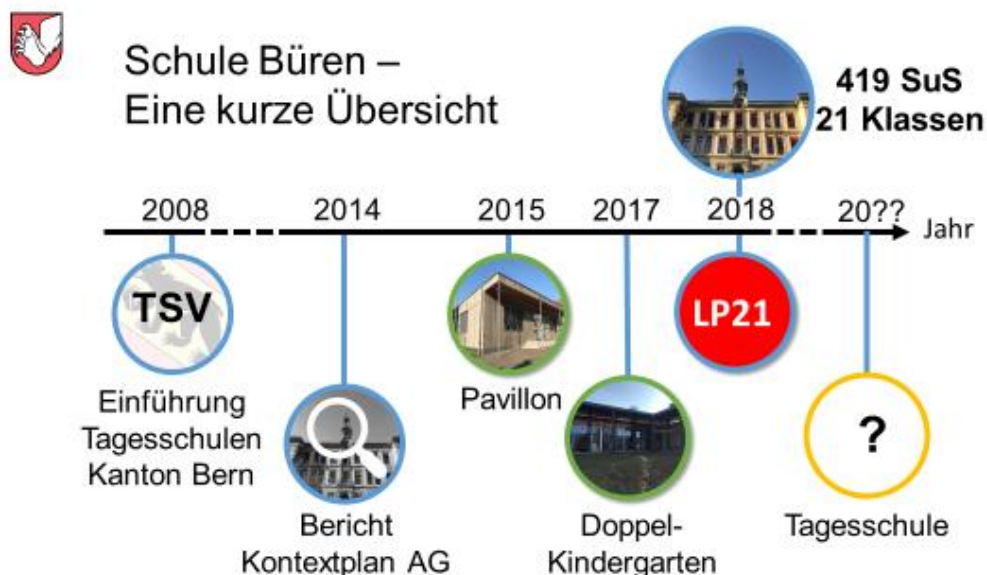 Schule Büren –
Eine kurze Übersicht
419 SuS
21 Klassen
2008
2014
2015
2017
2018
20??
Jahr
TSV
LP21
Einführung
Tagesschulen
Kanton Bern
Bericht
Kontextplan AG
Pavillon
Doppel-
Kindergarten
?
Tagesschule